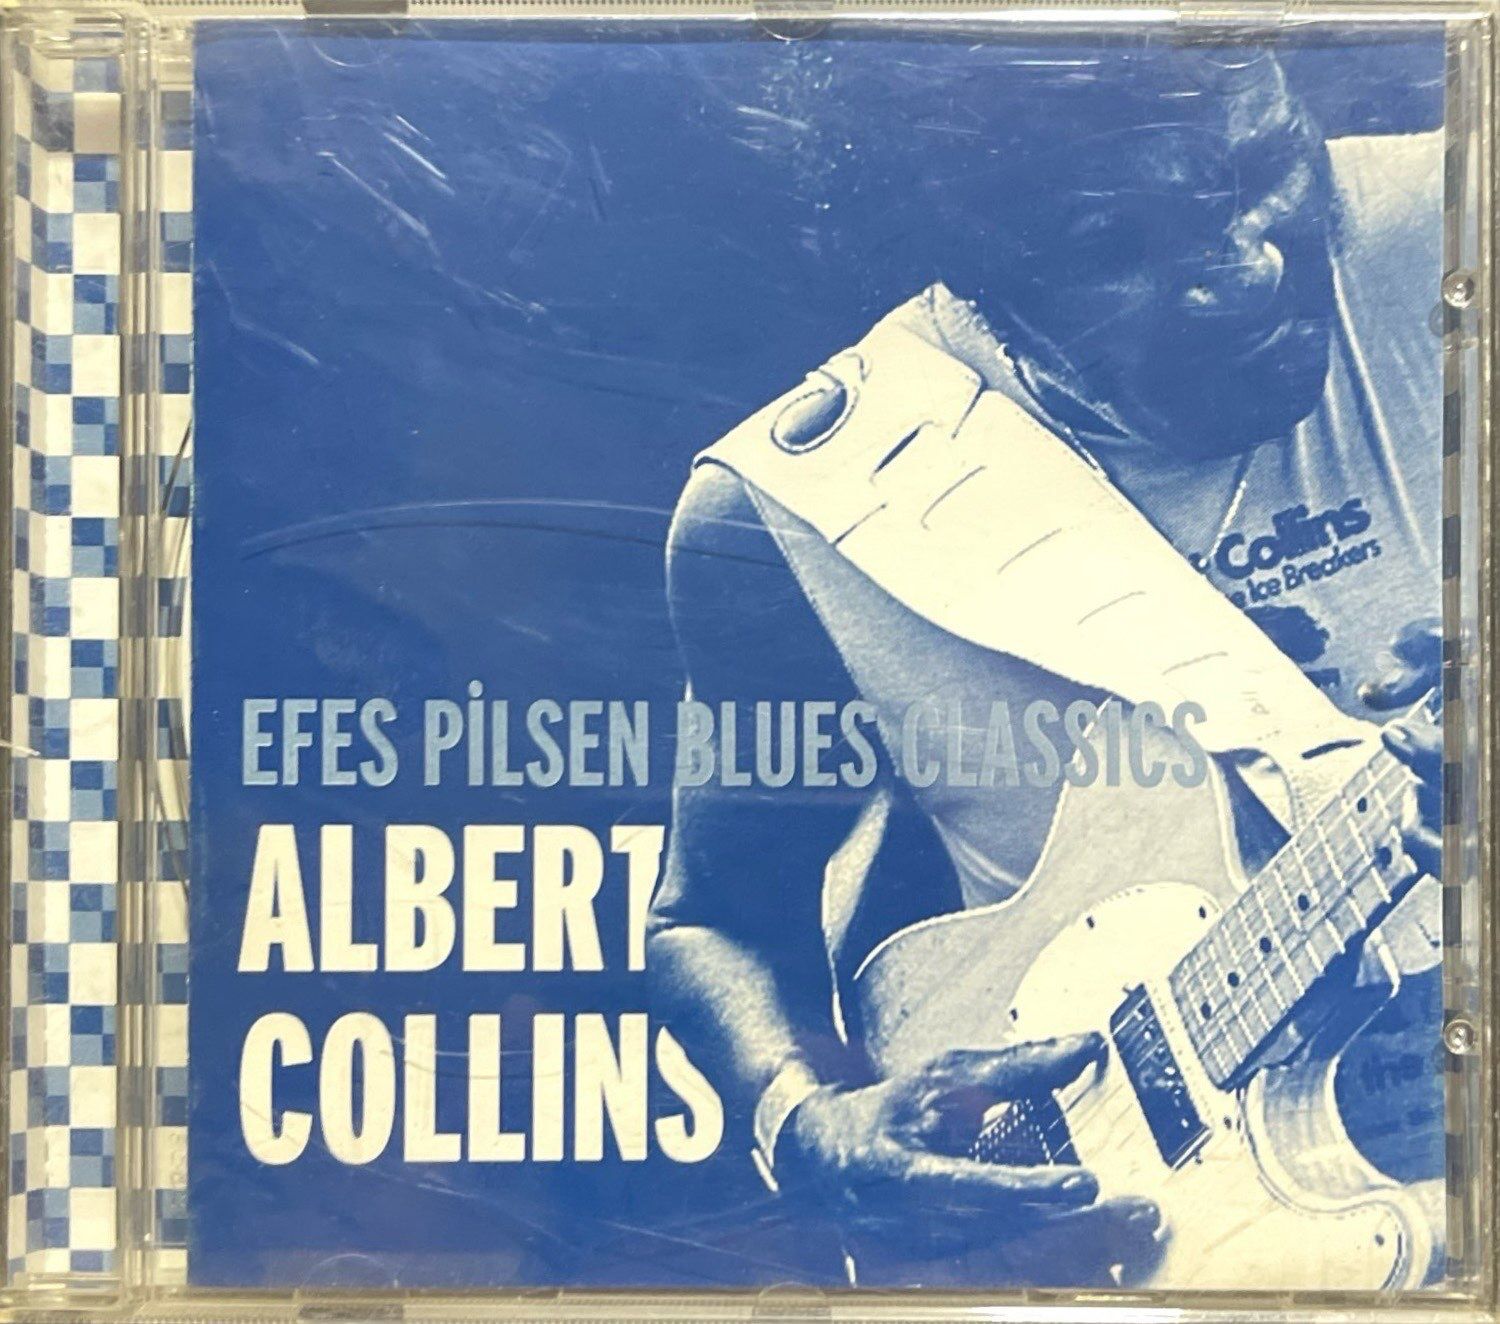 EFES PİLSEN BLUES CLASSICS
ALBERT
COLLINS
Collins
Ice Breakers